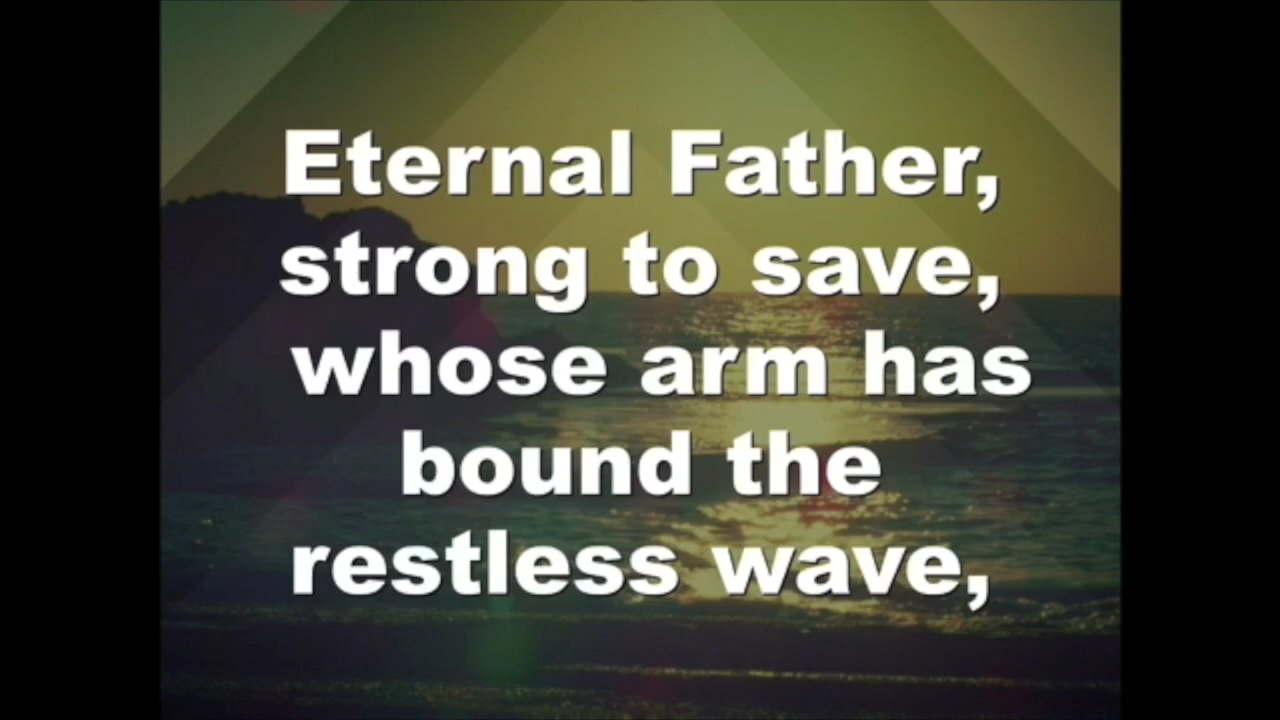 Eternal Father,
strong to save,
whose arm has
bound the
restless wave,